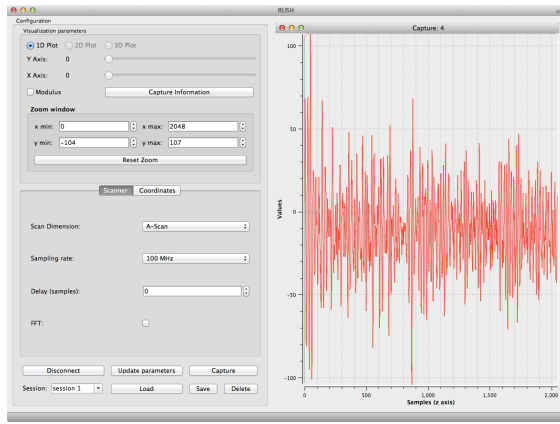 RUSH
Configuration
Visualization parameters
1D Plot 2D Plot 3D Plot
Y Axis: 0
X Axis: 0
Modulus Capture Information
Zoom window
x min: 0 x max: 2048
y min: -104 y max: 107
Reset Zoom
Scanner Coordinates
Scan Dimension: A-Scan
Sampling rate: 100 MHz
Delay (samples): 0
FFT:
Disconnect Update parameters Capture
Session: session 1 Load Save Delete
Capture: 4
100
50
0
-50
-100
Values
0 500 1,000 1,500 2,000
Samples (z axis)